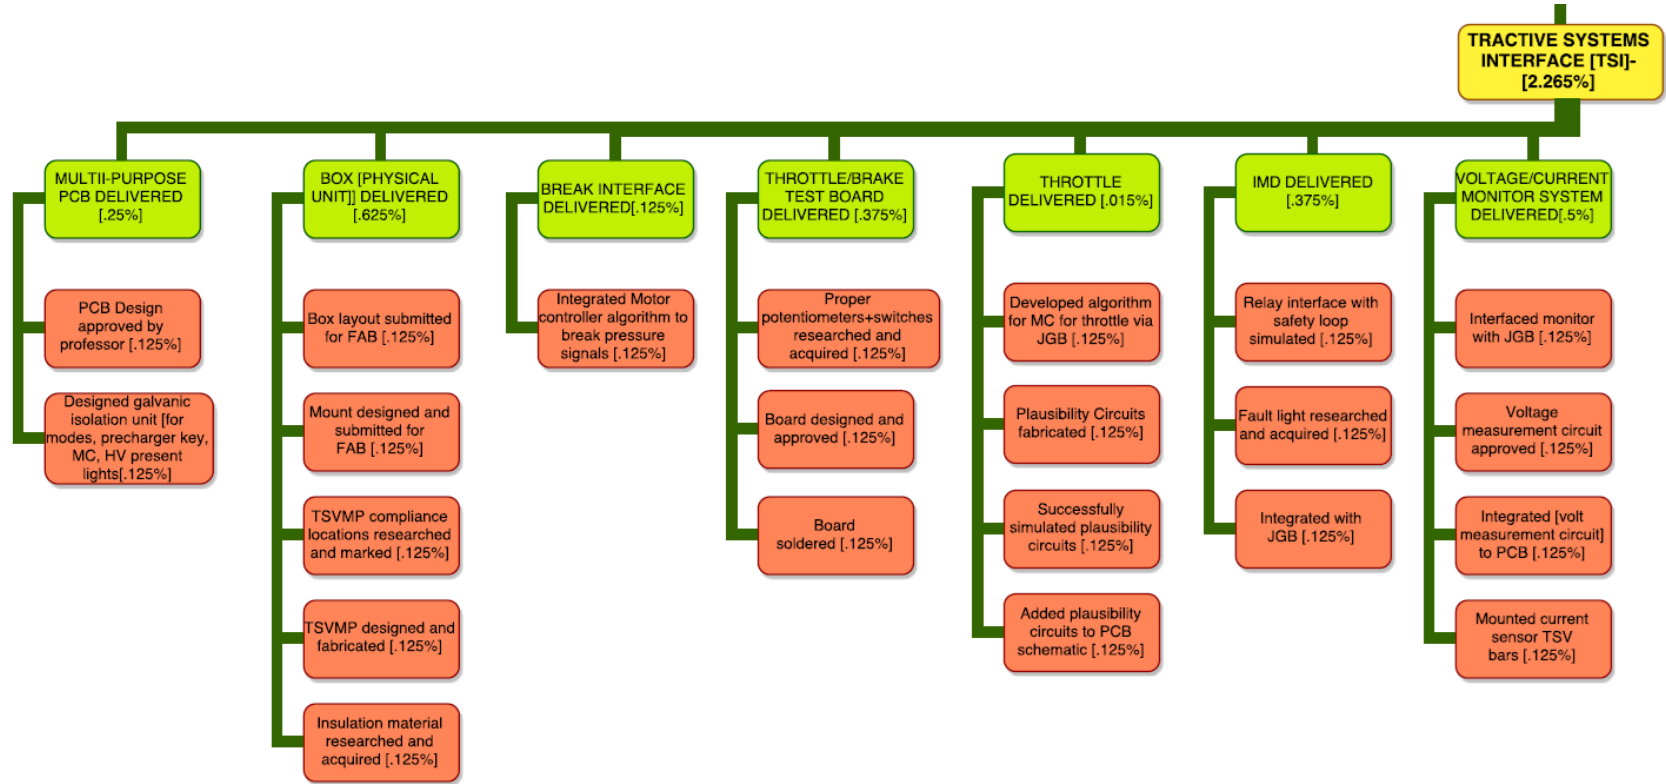 TRACTIVE SYSTEMS
INTERFACE [TSI]-
[2.265%]
MULTII-PURPOSE
PCB DELIVERED
[.25%]
BOX [PHYSICAL
UNIT]] DELIVERED
[.625%]
BREAK INTERFACE
DELIVERED[.125%]
THROTTLE/BRAKE
TEST BOARD
DELIVERED [.375%]
THROTTLE
DELIVERED [.015%]
IMD DELIVERED
[.375%]
VOLTAGE/CURRENT
MONITOR SYSTEM
DELIVERED[.5%]
PCB Design
approved by
professor [.125%]
Designed galvanic
isolation unit [for
modes, precharger key,
MC, HV present
lights[.125%]
Box layout submitted
for FAB [.125%]
Mount designed and
submitted for
FAB [.125%]
TSVMP compliance
locations researched
and marked [.125%]
TSVMP designed and
fabricated [.125%]
Insulation material
researched and
acquired [.125%]
Integrated Motor
controller algorithm to
break pressure
signals [.125%]
Proper
potentiometers+switches
researched and
acquired [.125%]
Board designed and
approved [.125%]
Board
soldered [.125%]
Developed algorithm
for MC for throttle via
JGB [.125%]
Plausibility Circuits
fabricated [.125%]
Successfully
simulated plausibility
circuits [.125%]
Added plausibility
circuits to PCB
schematic [.125%]
Relay interface with
safety loop
simulated [.125%]
Fault light researched
and acquired [.125%]
Integrated with
JGB [.125%]
Interfaced monitor
with JGB [.125%]
Voltage
measurement circuit
approved [.125%]
Integrated [volt
measurement circuit]
to PCB [.125%]
Mounted current
sensor TSV
bars [.125%]